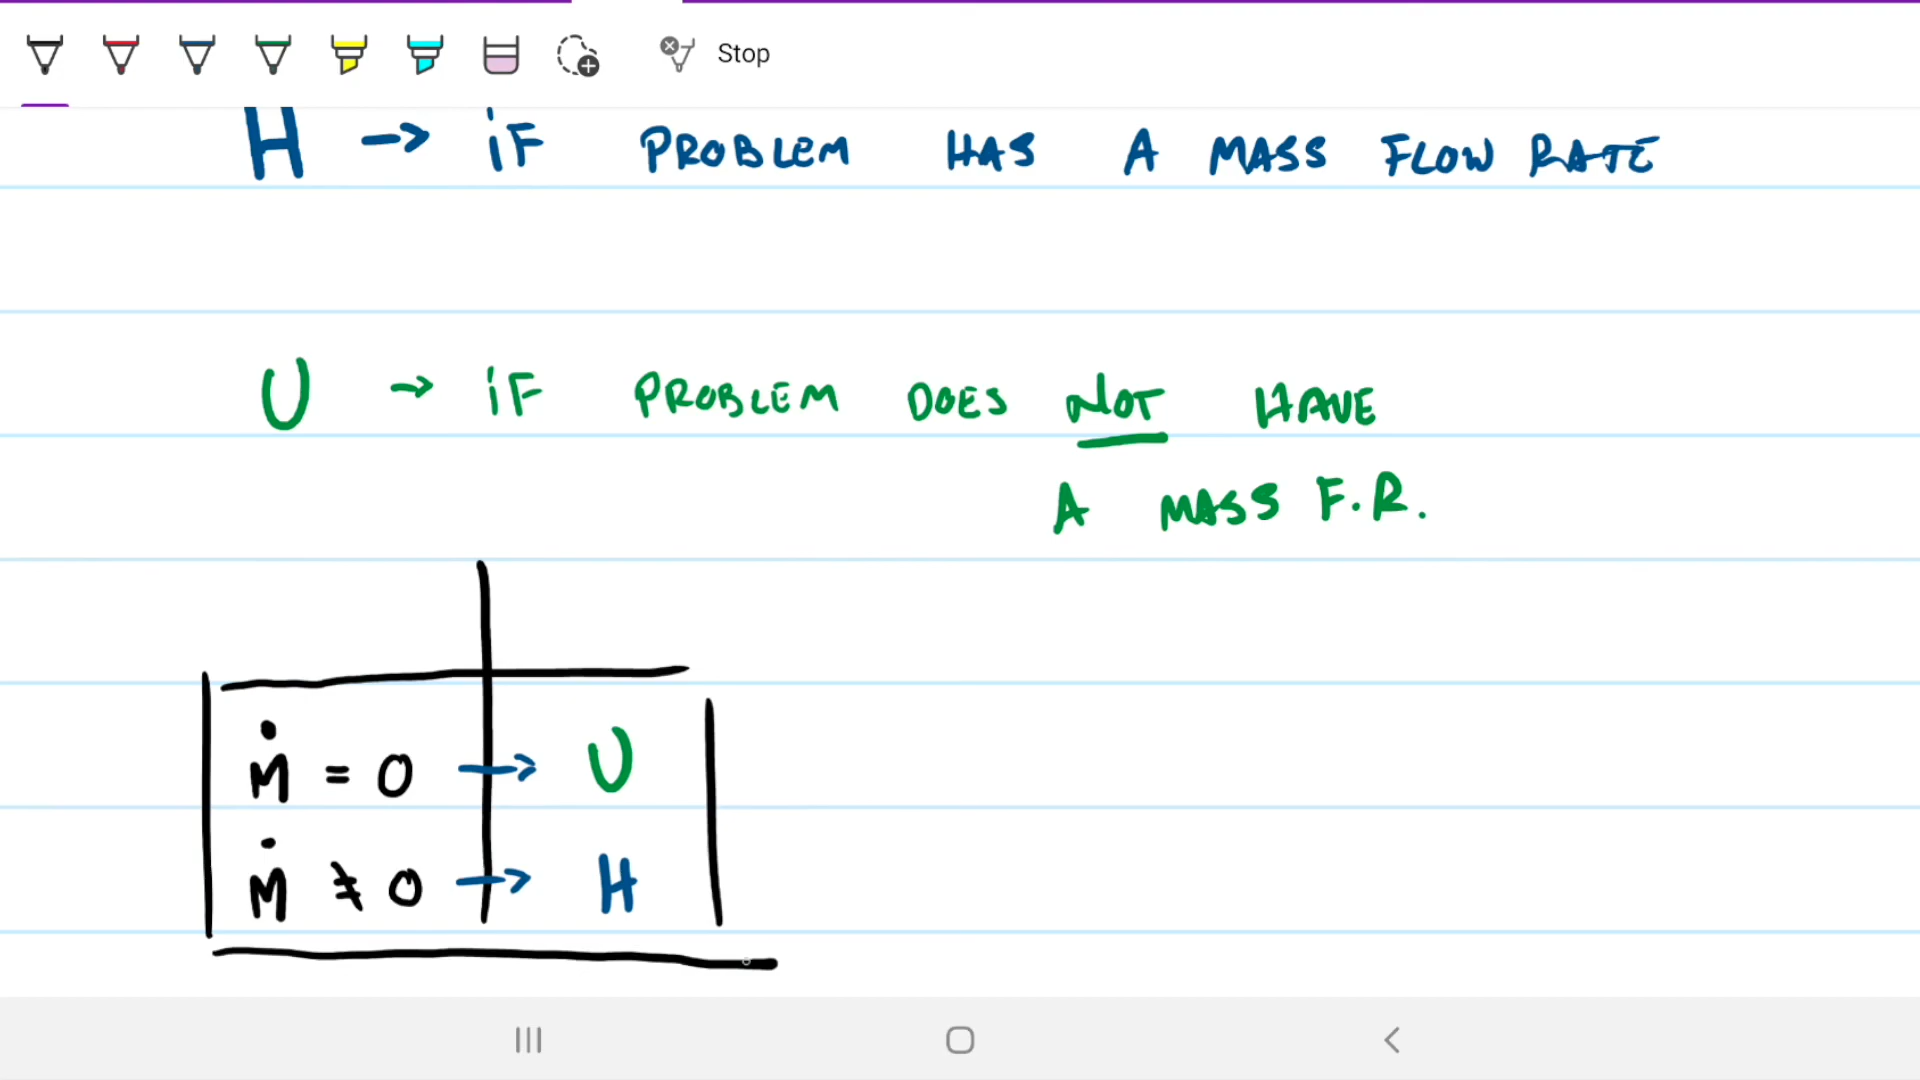 Stop
H → iF PROBLEM HAS A MASS FLOW RATE
U → iF PROBLEM DOES NOT HAVE
A MASS F.R.
ṁ = 0 → U
ṁ ≠ 0 → H